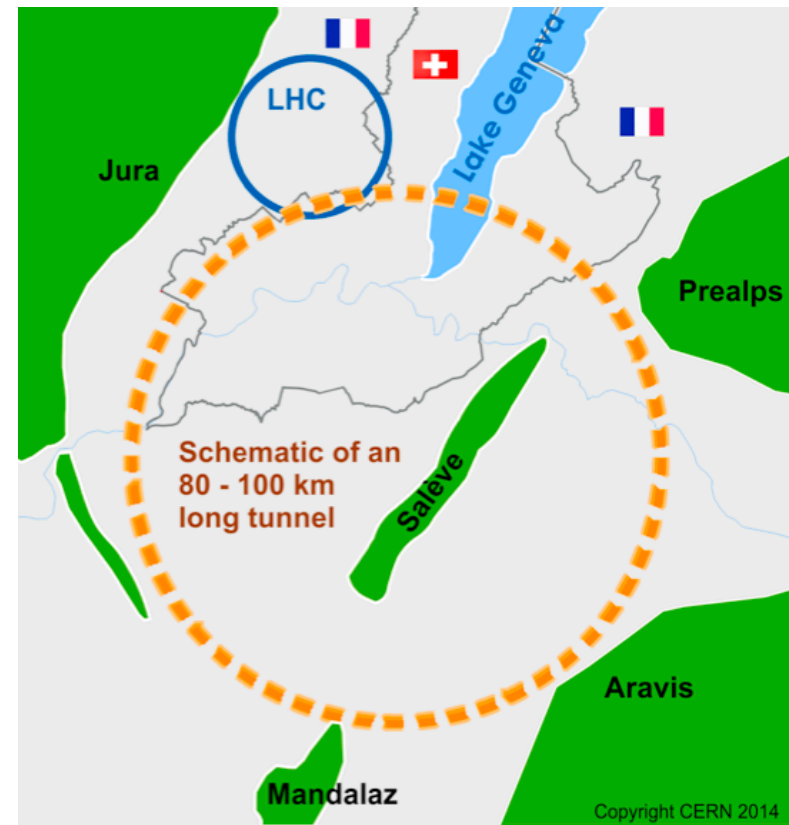 LHC
Lake Geneva
Jura
Prealps
Schematic of an
80 - 100 km
long tunnel
Salève
Aravis
Mandalaz
Copyright CERN 2014